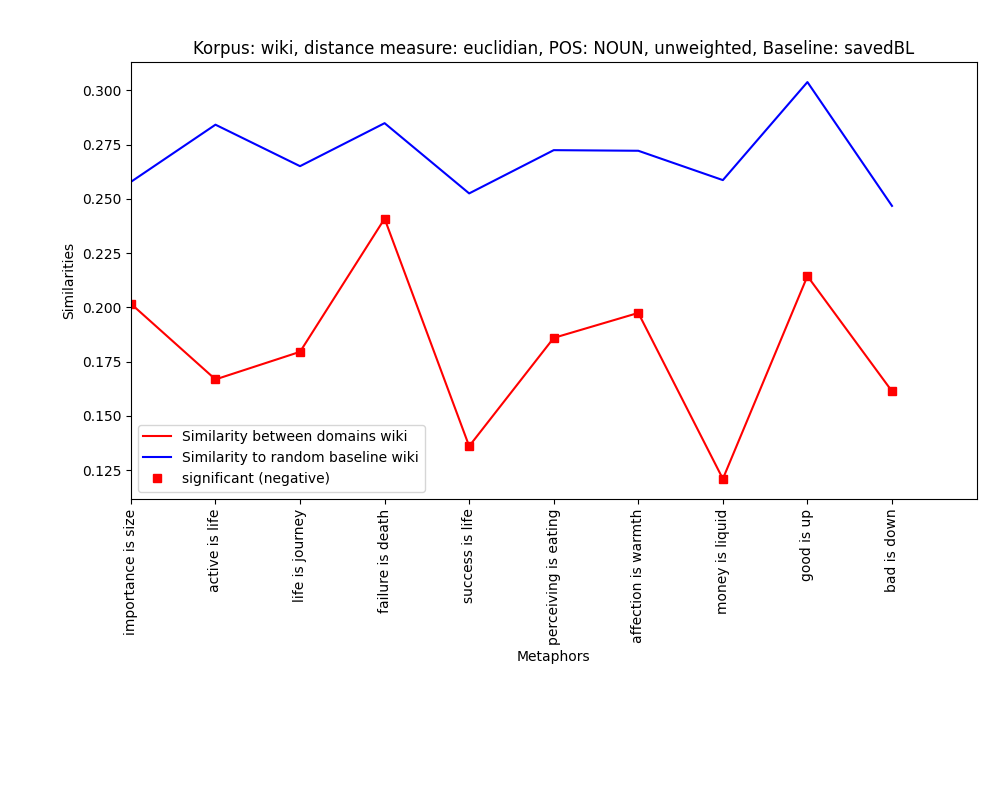 Korpus: wiki, distance measure: euclidian, POS: NOUN, unweighted, Baseline: savedBL
Similarities
0.300
0.275
0.250
0.225
0.200
0.175
0.150
0.125
Similarity between domains wiki
Similarity to random baseline wiki
significant (negative)
importance is size
active is life
life is journey
failure is death
success is life
perceiving is eating
affection is warmth
money is liquid
good is up
bad is down
Metaphors